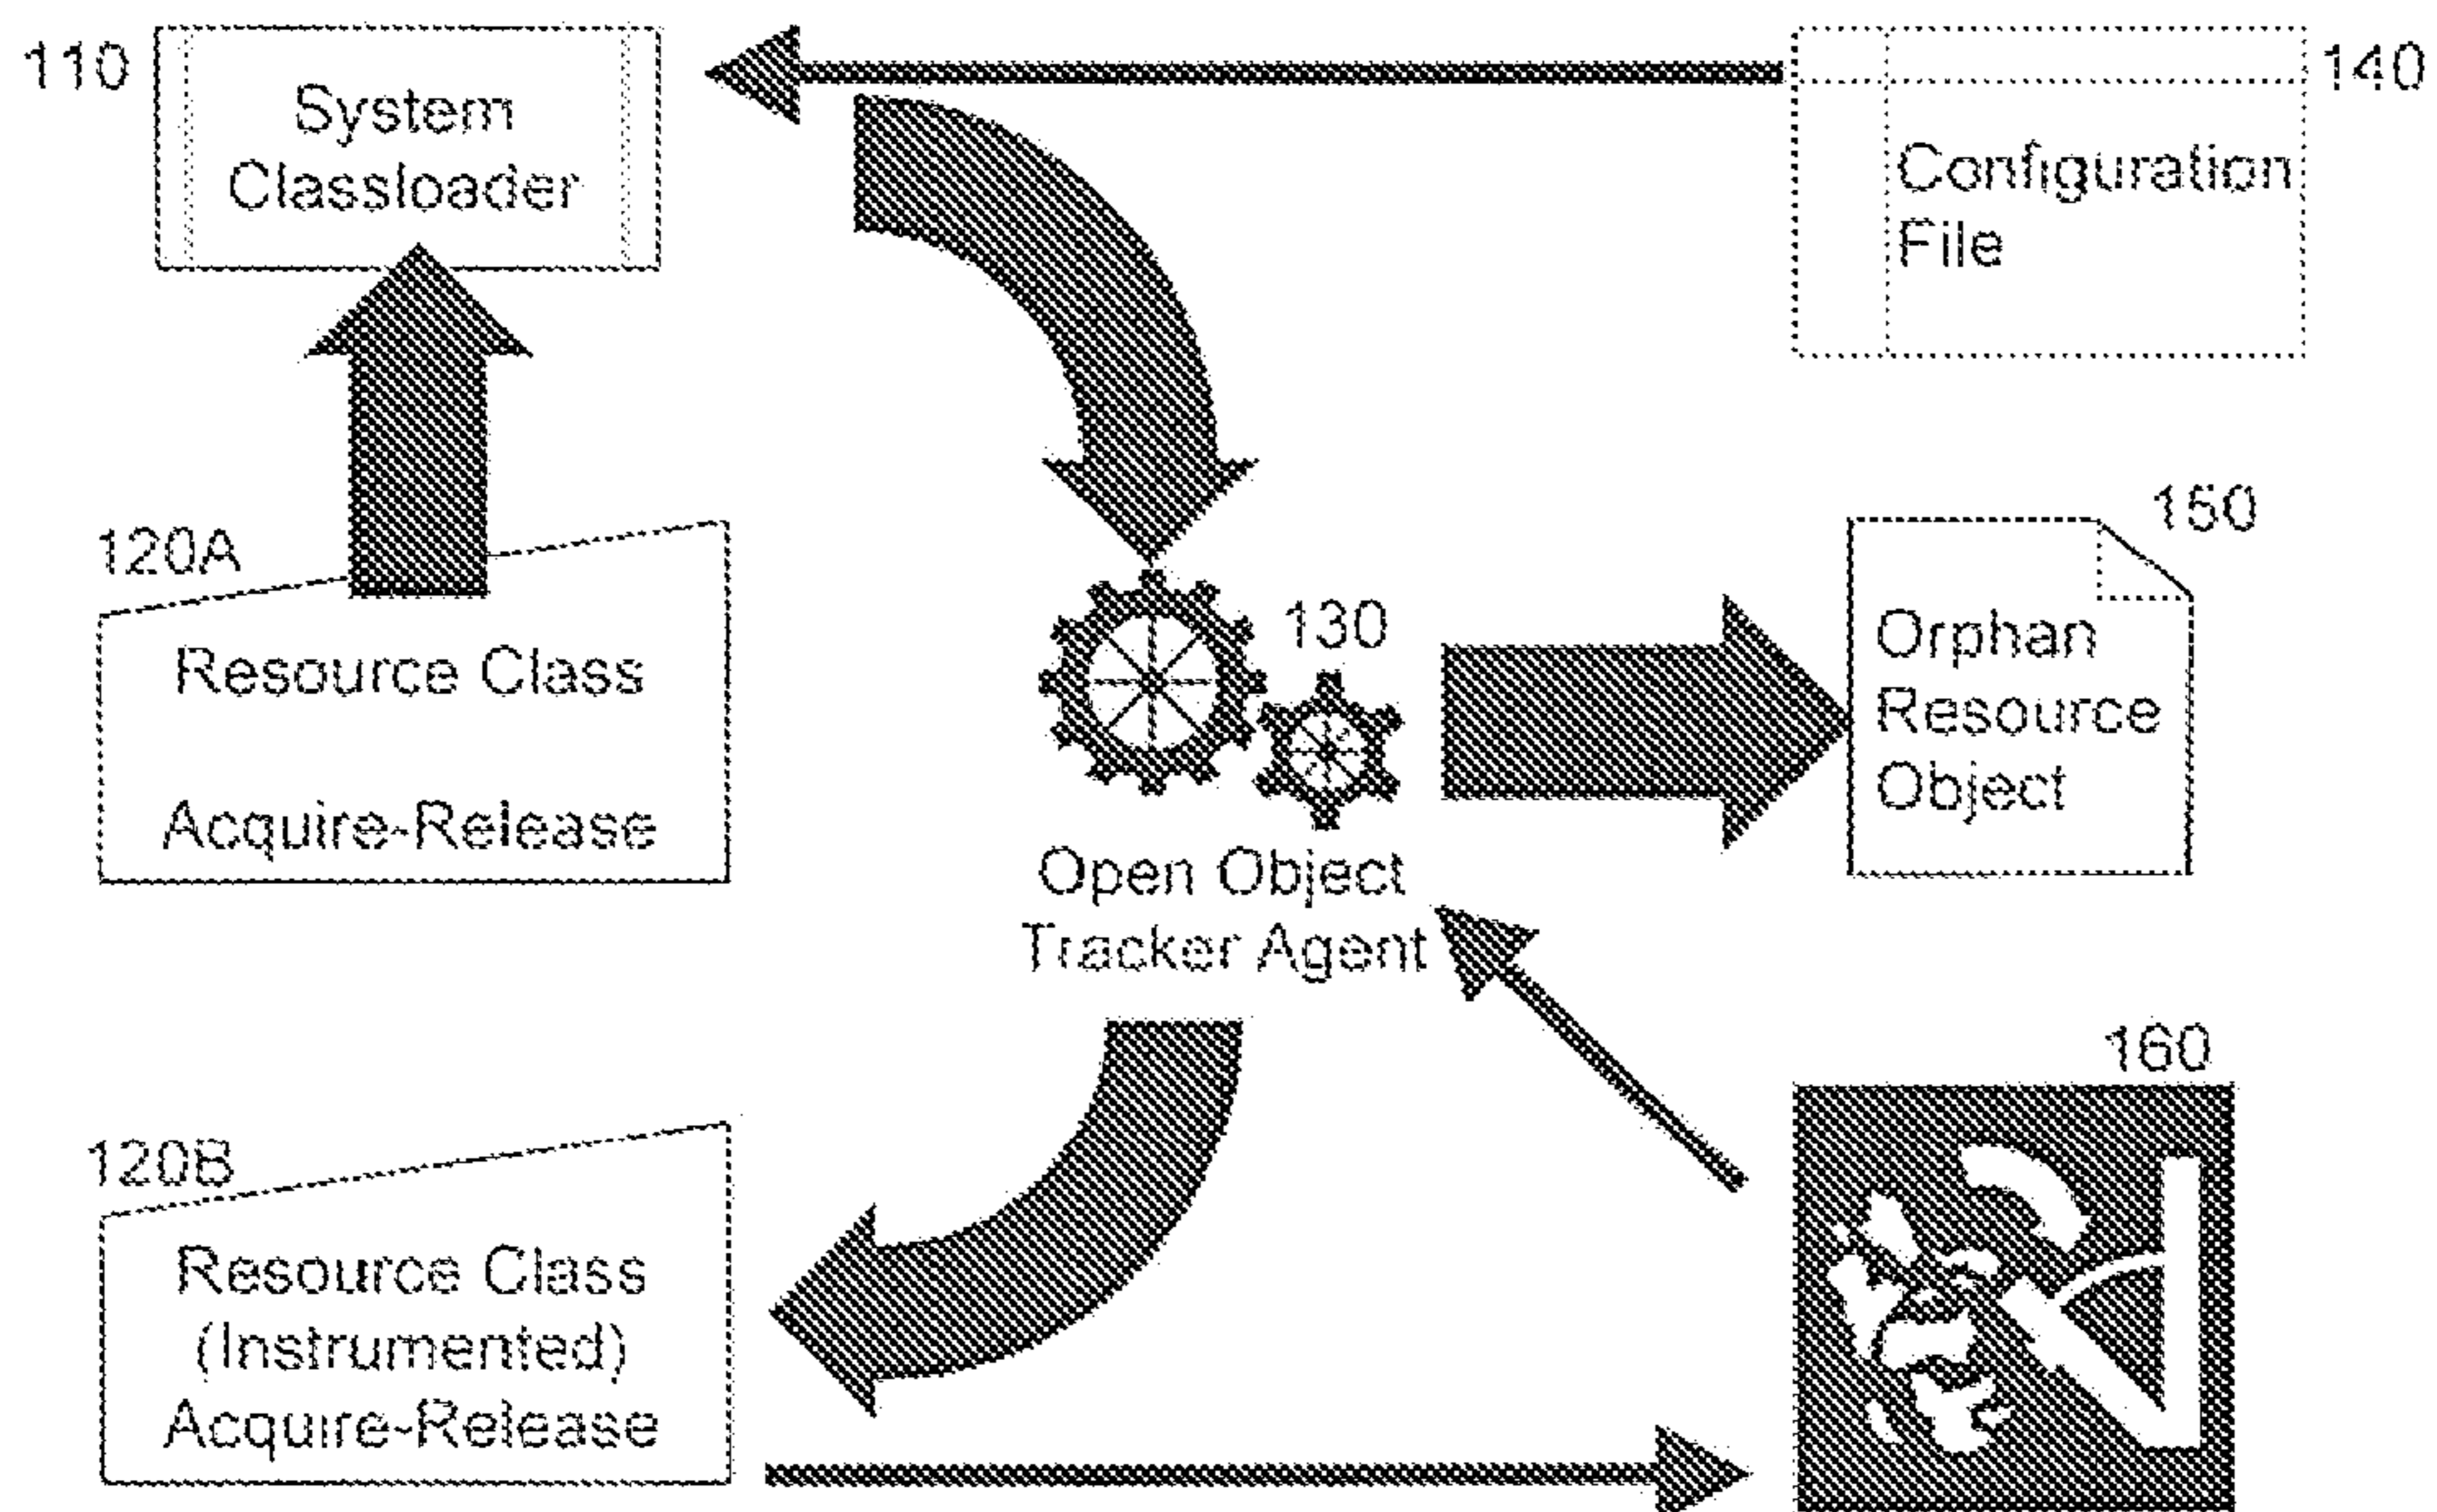 110
System
Classloader
140
Configuration
File
120A
Resource Class
Acquire-Release
130
Open Object
Tracker Agent
150
Orphan
Resource
Object
120B
Resource Class
(Instrumented)
Acquire-Release
160